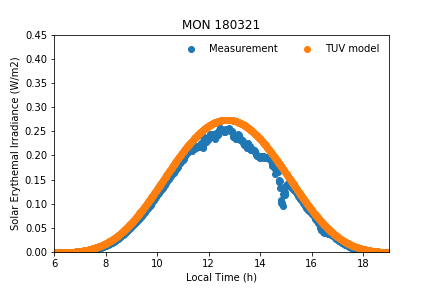 MON 180321
Measurement
TUV model
Solar Erythemal Irradiance (W/m2)
0.45
0.40
0.35
0.30
0.25
0.20
0.15
0.10
0.05
0.00
6 8 10 12 14 16 18
Local Time (h)